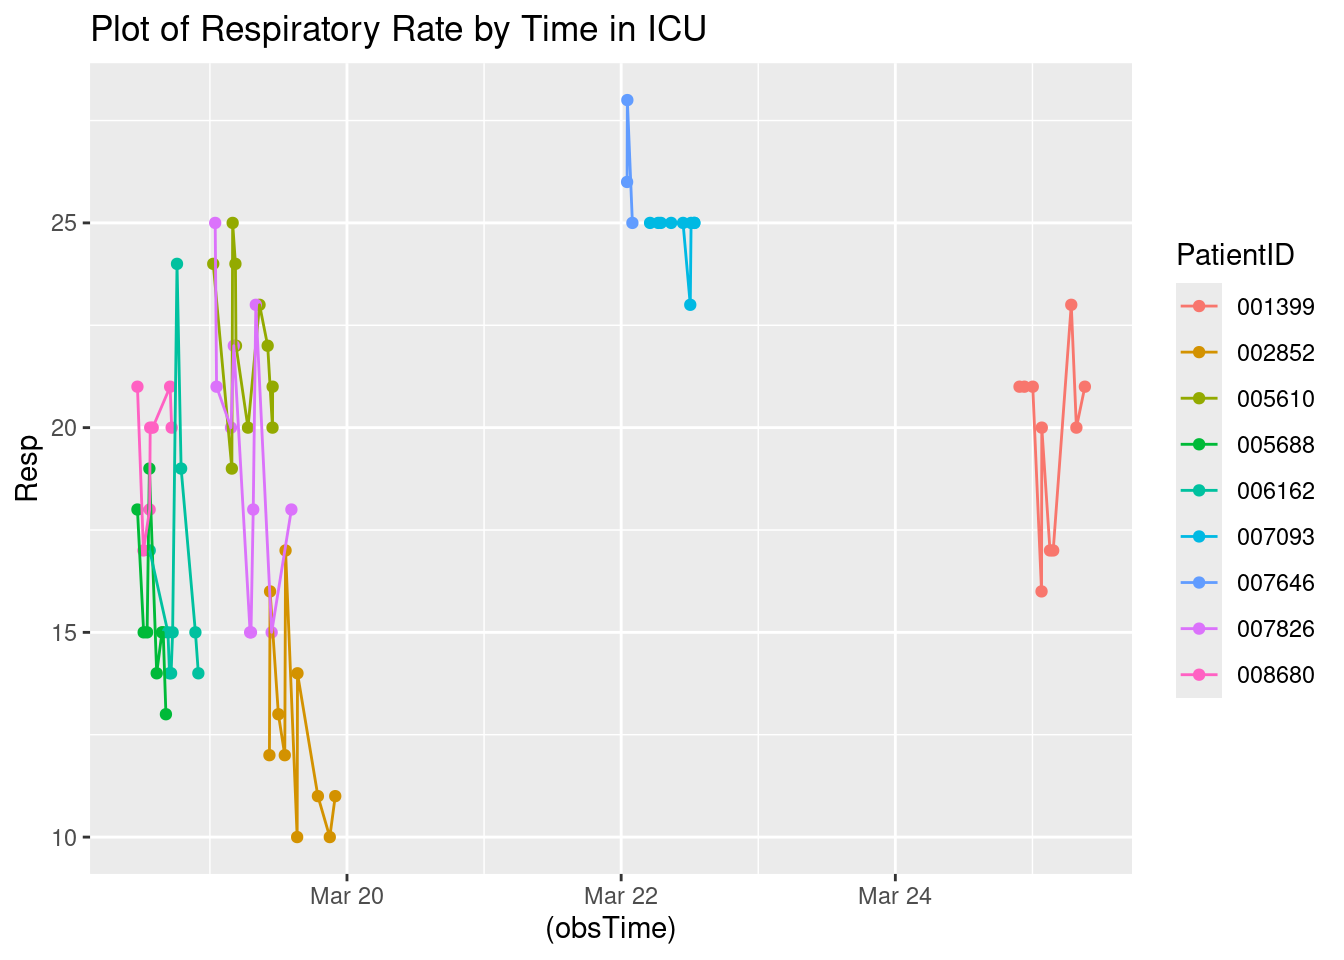 Plot of Respiratory Rate by Time in ICU
Resp
25
20
15
10
Mar 20
Mar 22
Mar 24
(obsTime)
PatientID
001399
002852
005610
005688
006162
007093
007646
007826
008680